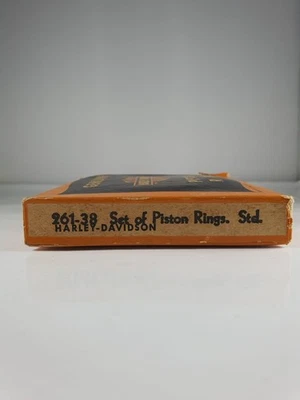 261-38 Set of Piston Rings. Std.
HARLEY-DAVIDSON